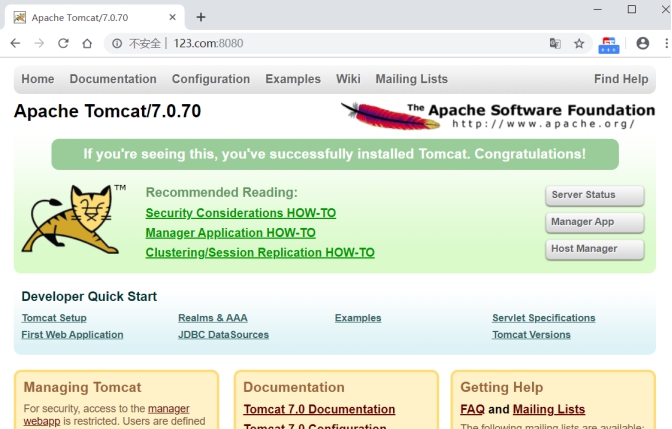 Apache Tomcat/7.0.70
不安全 | 123.com:8080
Home Documentation Configuration Examples Wiki Mailing Lists Find Help
Apache Tomcat/7.0.70
The Apache Software Foundation
http://www.apache.org/
If you're seeing this, you've successfully installed Tomcat. Congratulations!
TM
Recommended Reading:
Security Considerations HOW-TO
Manager Application HOW-TO
Clustering/Session Replication HOW-TO
Server Status
Manager App
Host Manager
Developer Quick Start
Tomcat Setup Realms & AAA Examples Servlet Specifications
First Web Application JDBC DataSources Tomcat Versions
Managing Tomcat
For security, access to the manager
webapp is restricted. Users are defined
Documentation
Tomcat 7.0 Documentation
Tomcat 7.0 Configuration
Getting Help
FAQ and Mailing Lists
The following mailing lists are available: